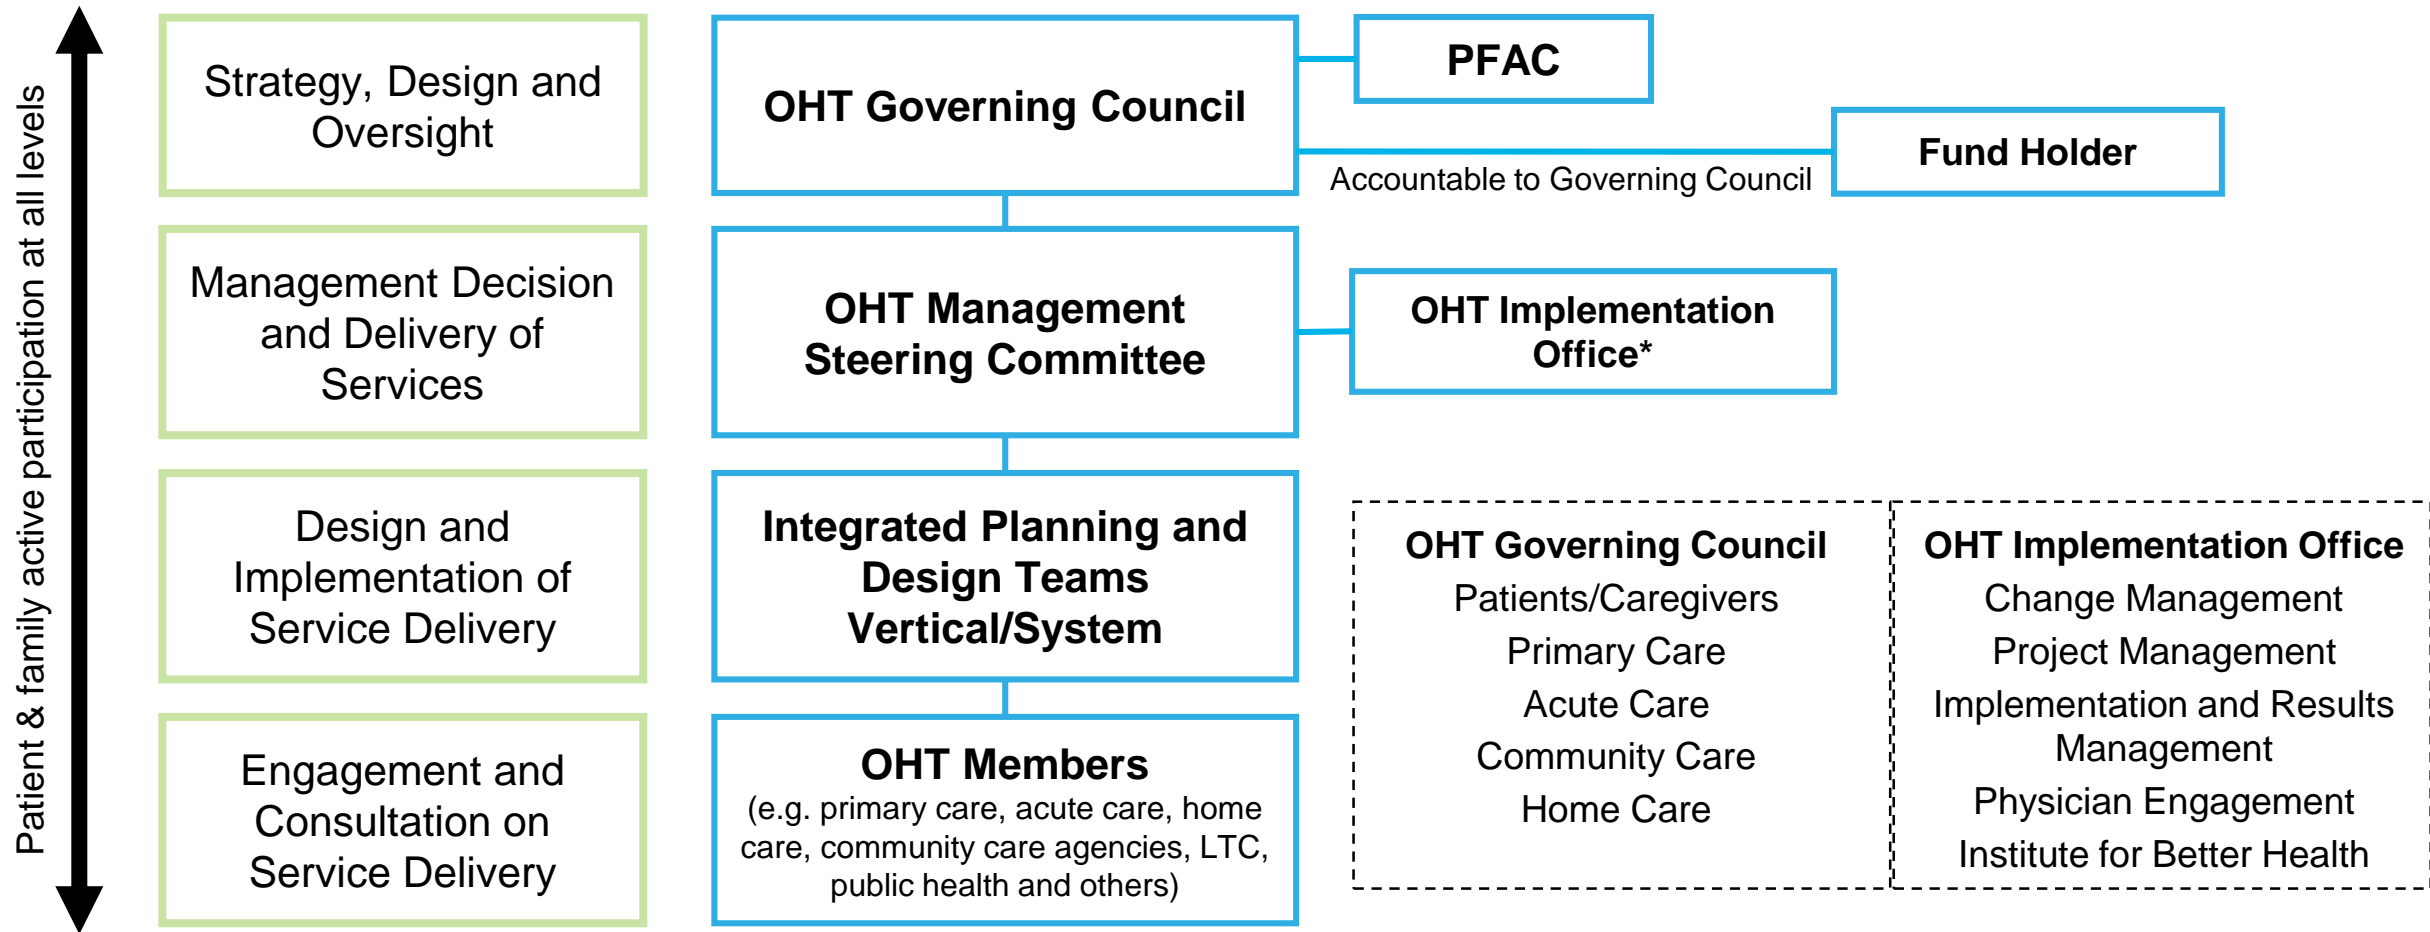 Patient & family active participation at all levels
Strategy, Design and
Oversight
OHT Governing Council
PFAC
Fund Holder
Accountable to Governing Council
Management Decision
and Delivery of
Services
OHT Management
Steering Committee
OHT Implementation
Office*
Design and
Implementation of
Service Delivery
Integrated Planning and
Design Teams
Vertical/System
Engagement and
Consultation on
Service Delivery
OHT Members
(e.g. primary care, acute care, home
care, community care agencies, LTC,
public health and others)
OHT Governing Council
Patients/Caregivers
Primary Care
Acute Care
Community Care
Home Care
OHT Implementation Office
Change Management
Project Management
Implementation and Results
Management
Physician Engagement
Institute for Better Health